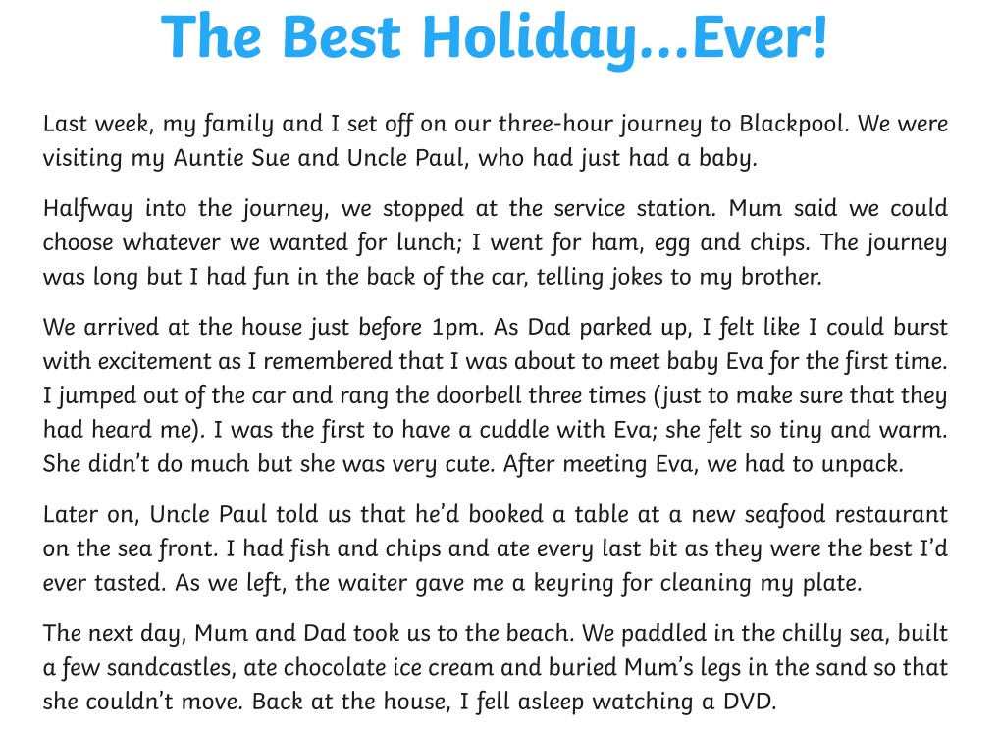 The Best Holiday...Ever!
Last week, my family and I set off on our three-hour journey to Blackpool. We were
visiting my Auntie Sue and Uncle Paul, who had just had a baby.
Halfway into the journey, we stopped at the service station. Mum said we could
choose whatever we wanted for lunch; I went for ham, egg and chips. The journey
was long but I had fun in the back of the car, telling jokes to my brother.
We arrived at the house just before 1pm. As Dad parked up, I felt like I could burst
with excitement as I remembered that I was about to meet baby Eva for the first time.
I jumped out of the car and rang the doorbell three times (just to make sure that they
had heard me). I was the first to have a cuddle with Eva; she felt so tiny and warm.
She didn't do much but she was very cute. After meeting Eva, we had to unpack.
Later on, Uncle Paul told us that he'd booked a table at a new seafood restaurant
on the sea front. I had fish and chips and ate every last bit as they were the best I'd
ever tasted. As we left, the waiter gave me a keyring for cleaning my plate.
The next day, Mum and Dad took us to the beach. We paddled in the chilly sea, built
a few sandcastles, ate chocolate ice cream and buried Mum's legs in the sand so that
she couldn't move. Back at the house, I fell asleep watching a DVD.